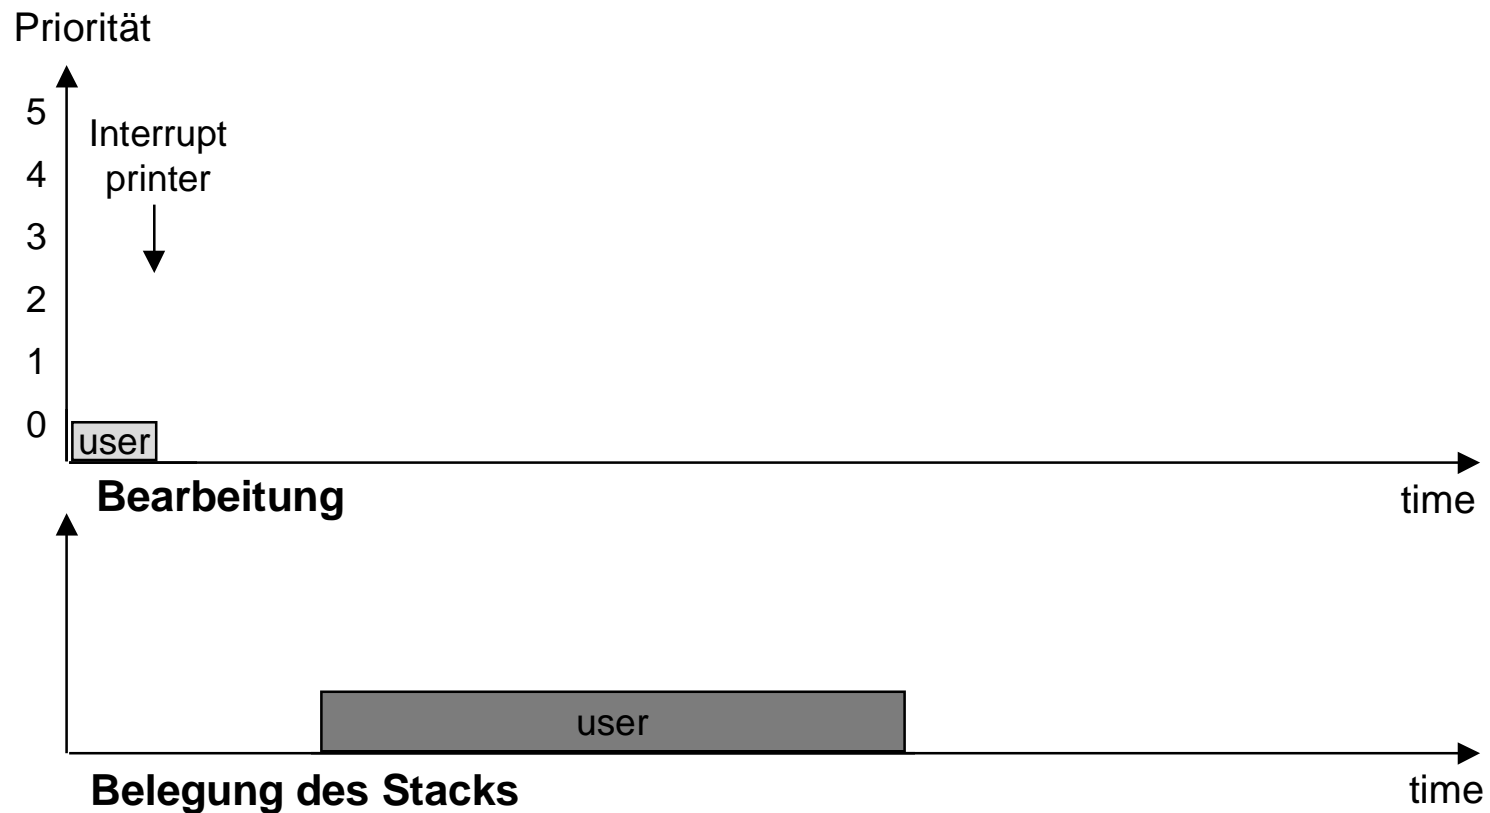 Priorität
5
Interrupt
4
printer
3
2
1
0
user
Bearbeitung
time
user
Belegung des Stacks
time